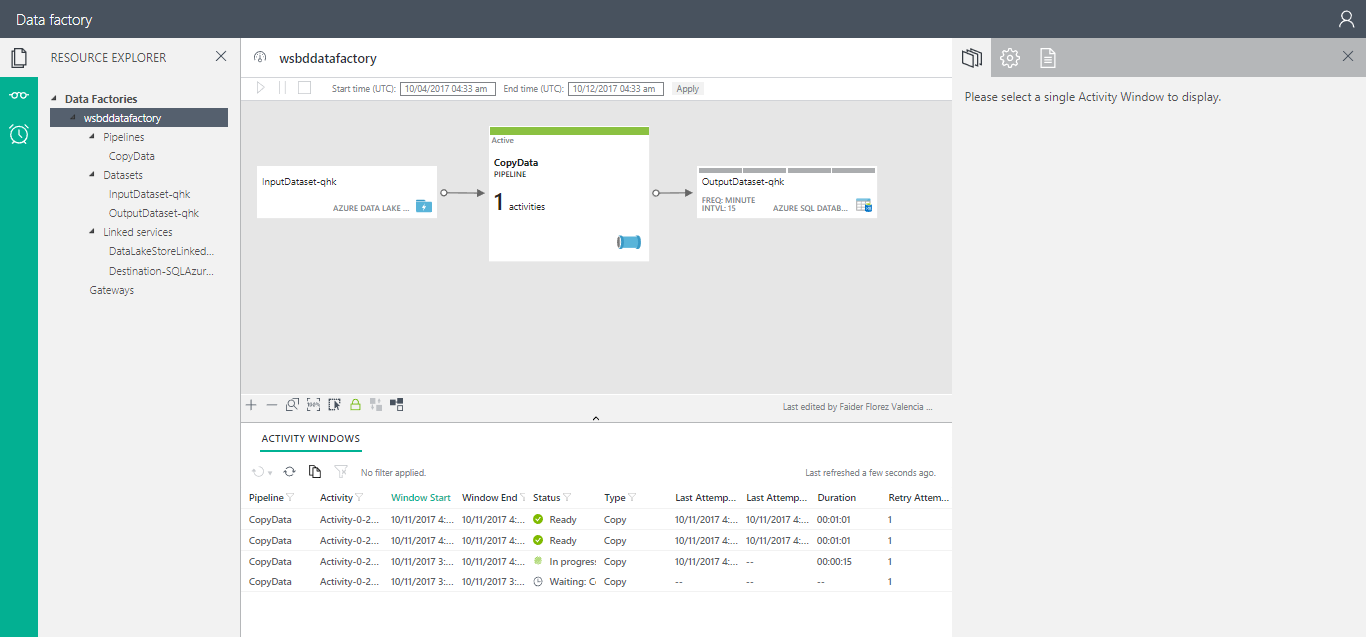 Data factory
RESOURCE EXPLORER
Data Factories
wsbddatafactory
Pipelines
CopyData
Datasets
InputDataset-qhk
OutputDataset-qhk
Linked services
DataLakeStoreLinked...
Destination-SQLAzur...
Gateways
wsbddatafactory
Start time (UTC): 10/04/2017 04:33 am End time (UTC): 10/12/2017 04:33 am Apply
InputDataset-qhk
AZURE DATA LAKE ...
Active
CopyData
PIPELINE
1 activities
OutputDataset-qhk
FREQ: MINUTE
INTVL: 15 AZURE SQL DATAB...
100%
Last edited by Faider Florez Valencia ...
ACTIVITY WINDOWS
No filter applied. Last refreshed a few seconds ago.
Pipeline Activity Window Start Window End Status Type Last Attemp... Last Attemp... Duration Retry Attem...
CopyData Activity-0-2... 10/11/2017 4:... 10/11/2017 4:... Ready Copy 10/11/2017 4:... 10/11/2017 4:... 00:01:01 1
CopyData Activity-0-2... 10/11/2017 4:... 10/11/2017 4:... Ready Copy 10/11/2017 4:... 10/11/2017 4:... 00:01:01 1
CopyData Activity-0-2... 10/11/2017 3:... 10/11/2017 4:... In progress Copy 10/11/2017 4:... -- 00:00:15 1
CopyData Activity-0-2... 10/11/2017 3:... 10/11/2017 3:... Waiting: C Copy -- -- -- 1
Please select a single Activity Window to display.